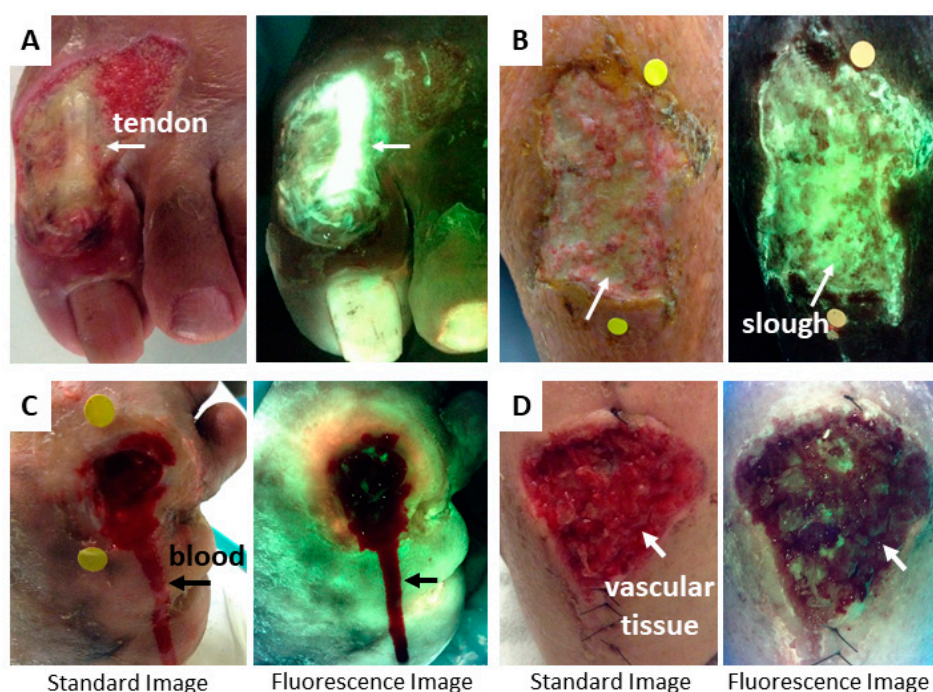 A
tendon
B
slough
C
blood
D
vascular
tissue
Standard Image
Fluorescence Image
Standard Image
Fluorescence Image